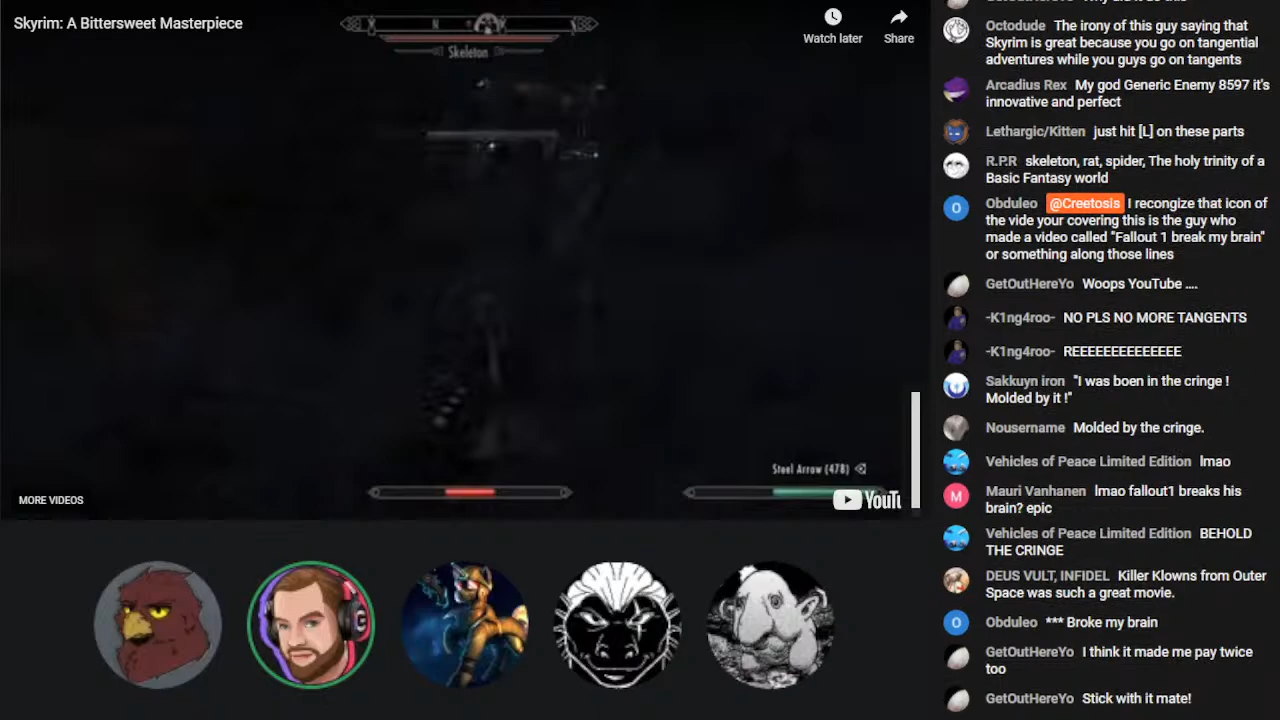 Skyrim: A Bittersweet Masterpiece
Watch later
Share
N
Skeleton
Steel Arrow (478)
MORE VIDEOS
YouTu
Octodude The irony of this guy saying that
Skyrim is great because you go on tangential
adventures while you guys go on tangents
Arcadius Rex My god Generic Enemy 8597 it's
innovative and perfect
Lethargic/Kitten just hit [L] on these parts
R.P.R skeleton, rat, spider, The holy trinity of a
Basic Fantasy world
O
Obduleo @Creetosis I recongize that icon of
the vide your covering this is the guy who
made a video called "Fallout 1 break my brain"
or something along those lines
GetOutHereYo Woops YouTube ....
-K1ng4roo- NO PLS NO MORE TANGENTS
-K1ng4roo- REEEEEEEEEEEEEE
Sakkuyn iron "I was boen in the cringe !
Molded by it !"
Nousername Molded by the cringe.
Vehicles of Peace Limited Edition lmao
M
Mauri Vanhanen lmao fallout1 breaks his
brain? epic
Vehicles of Peace Limited Edition BEHOLD
THE CRINGE
DEUS VULT, INFIDEL Killer Klowns from Outer
Space was such a great movie.
O
Obduleo *** Broke my brain
GetOutHereYo I think it made me pay twice
too
GetOutHereYo Stick with it mate!